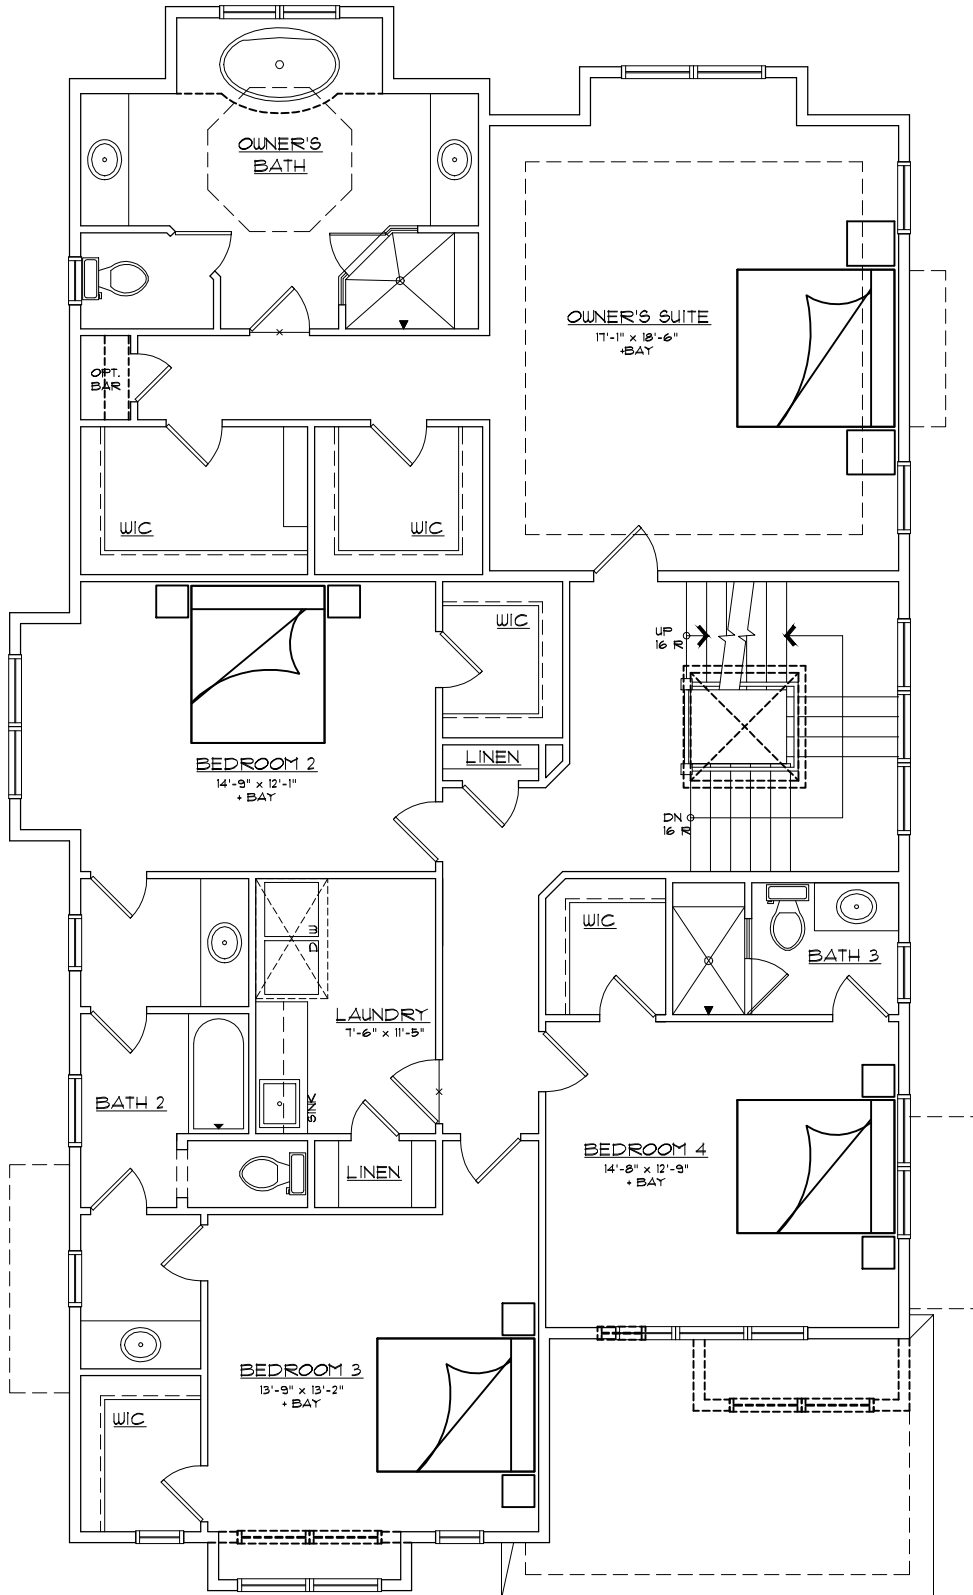 OWNER'S
BATH
OWNER'S SUITE
17'-1" x 18'-6"
+BAY
OPT.
BAR
WIC
WIC
WIC
UP
16 R
LINEN
BEDROOM 2
14'-9" x 12'-1"
+ BAY
DN
16 R
WIC
D W
BATH 3
LAUNDRY
7'-6" x 11'-5"
BATH 2
SINK
BEDROOM 4
14'-8" x 12'-9"
+ BAY
LINEN
BEDROOM 3
13'-9" x 13'-2"
+ BAY
WIC